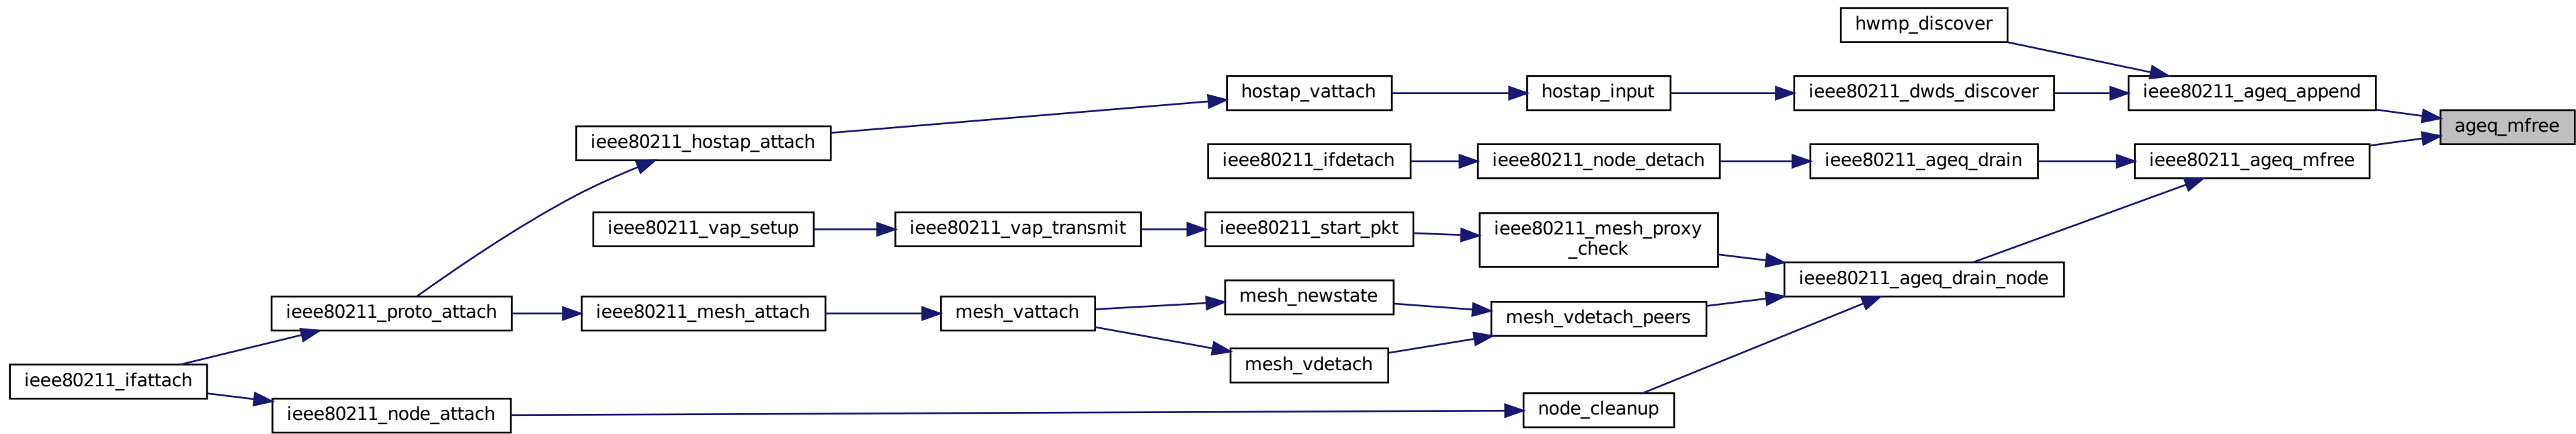 hwmp_discover
hostap_vattach
hostap_input
ieee80211_dwds_discover
ieee80211_ageq_append
ageq_mfree
ieee80211_hostap_attach
ieee80211_ifdetach
ieee80211_node_detach
ieee80211_ageq_drain
ieee80211_ageq_mfree
ieee80211_vap_setup
ieee80211_vap_transmit
ieee80211_start_pkt
ieee80211_mesh_proxy
_check
ieee80211_ageq_drain_node
ieee80211_proto_attach
ieee80211_mesh_attach
mesh_vattach
mesh_newstate
mesh_vdetach_peers
mesh_vdetach
ieee80211_ifattach
ieee80211_node_attach
node_cleanup